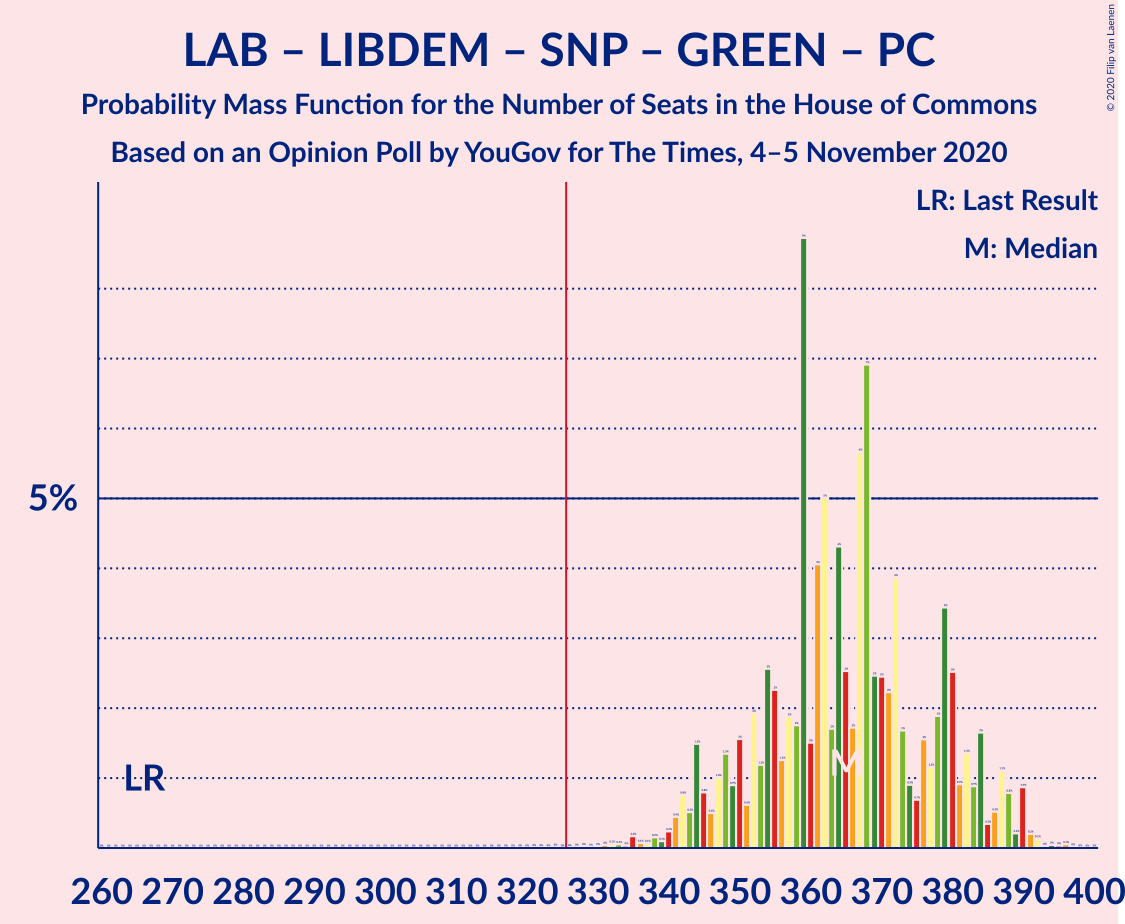 LAB – LIBDEM – SNP – GREEN – PC
Probability Mass Function for the Number of Seats in the House of Commons
Based on an Opinion Poll by YouGov for The Times, 4–5 November 2020
© 2020 Filip van Laenen
LR: Last Result
M: Median
5%
LR
M
260 270 280 290 300 310 320 330 340 350 360 370 380 390 400